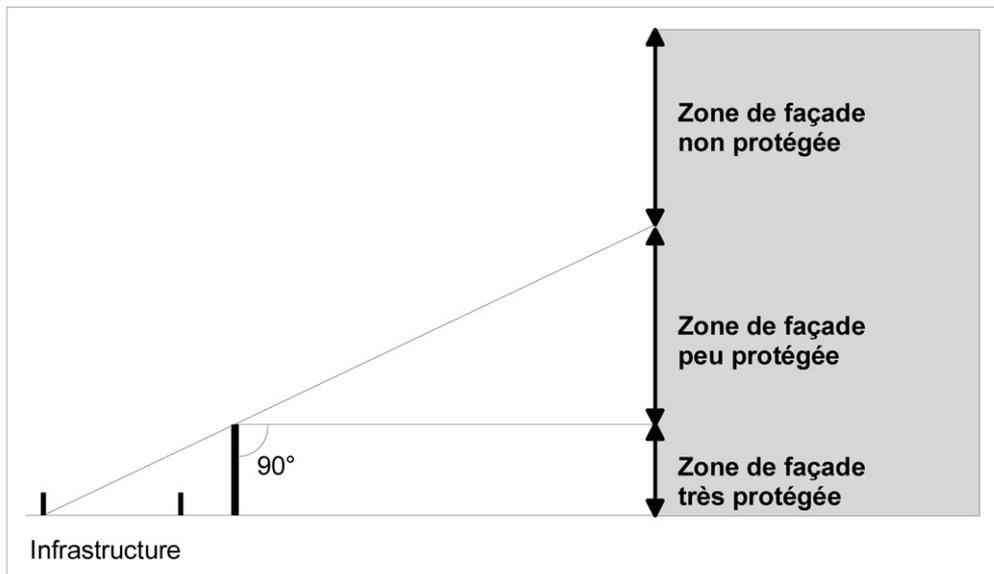 Zone de façade
non protégée
Zone de façade
peu protégée
90°
Zone de façade
très protégée
Infrastructure